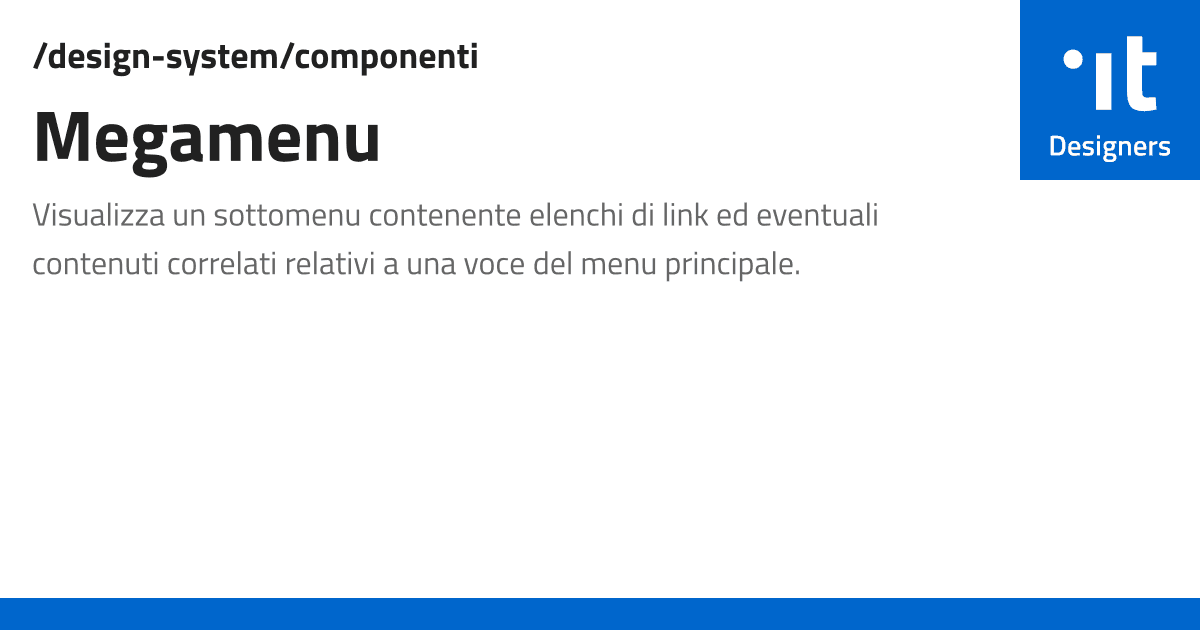 /design-system/componenti
Megamenu
Visualizza un sottomenu contenente elenchi di link ed eventuali
contenuti correlati relativi a una voce del menu principale.
it
Designers